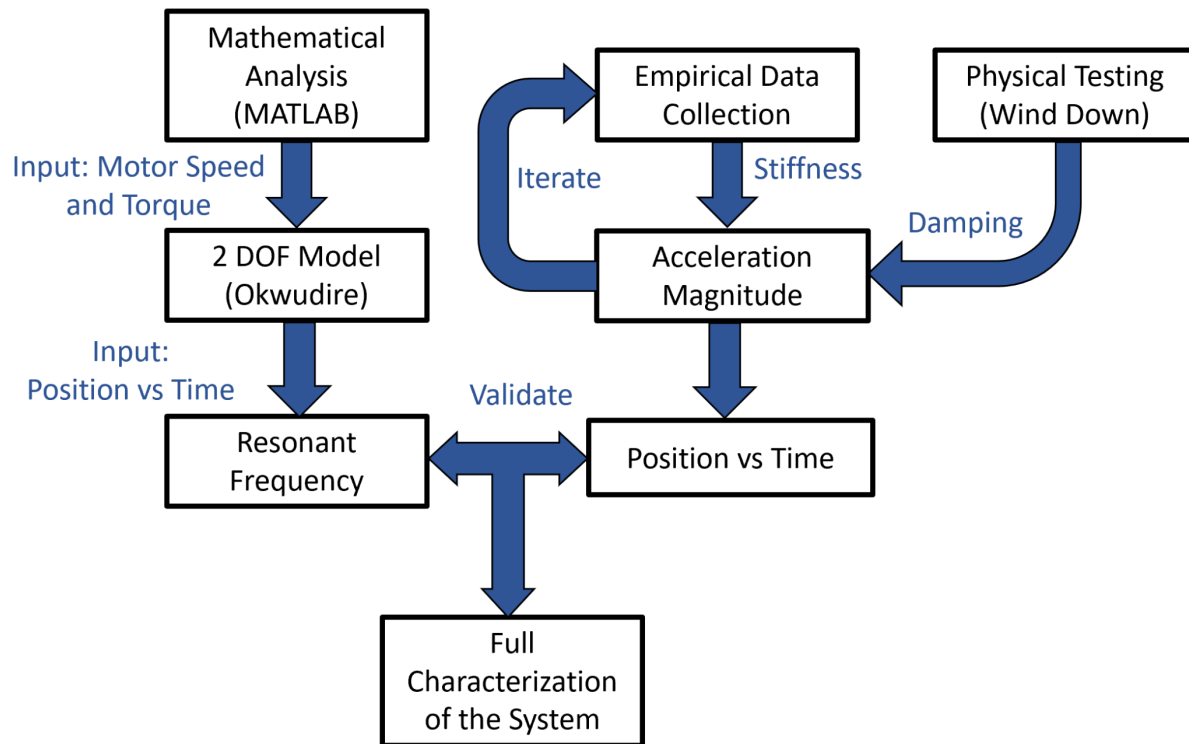 Mathematical
Analysis
(MATLAB)
Empirical Data
Collection
Physical Testing
(Wind Down)
Input: Motor Speed
and Torque
Iterate
Stiffness
Damping
2 DOF Model
(Okwudire)
Acceleration
Magnitude
Input:
Position vs Time
Validate
Resonant
Frequency
Position vs Time
Full
Characterization
of the System